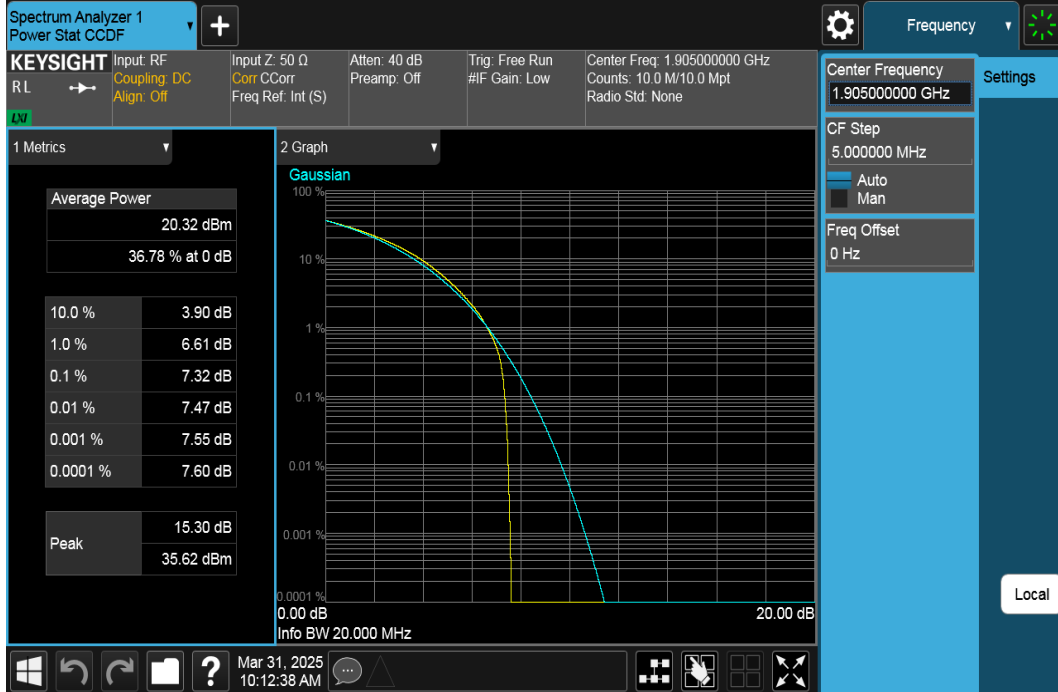 Spectrum Analyzer 1
Power Stat CCDF
Frequency
KEYSIGHT
RL
LXI
Input: RF
Coupling: DC
Align: Off
Input Z: 50 Ω
Corr CCorr
Freq Ref: Int (S)
Atten: 40 dB
Preamp: Off
Trig: Free Run
#IF Gain: Low
Center Freq: 1.905000000 GHz
Counts: 10.0 M/10.0 Mpt
Radio Std: None
Center Frequency
1.905000000 GHz
Settings
CF Step
5.000000 MHz
Auto
Man
Freq Offset
0 Hz
Local
1 Metrics
Average Power
20.32 dBm
36.78 % at 0 dB
10.0 % 3.90 dB
1.0 % 6.61 dB
0.1 % 7.32 dB
0.01 % 7.47 dB
0.001 % 7.55 dB
0.0001 % 7.60 dB
Peak
15.30 dB
35.62 dBm
2 Graph
Gaussian
100 %
10 %
1 %
0.1 %
0.01 %
0.001 %
0.0001 %
0.00 dB 20.00 dB
Info BW 20.000 MHz
?
Mar 31, 2025
10:12:38 AM